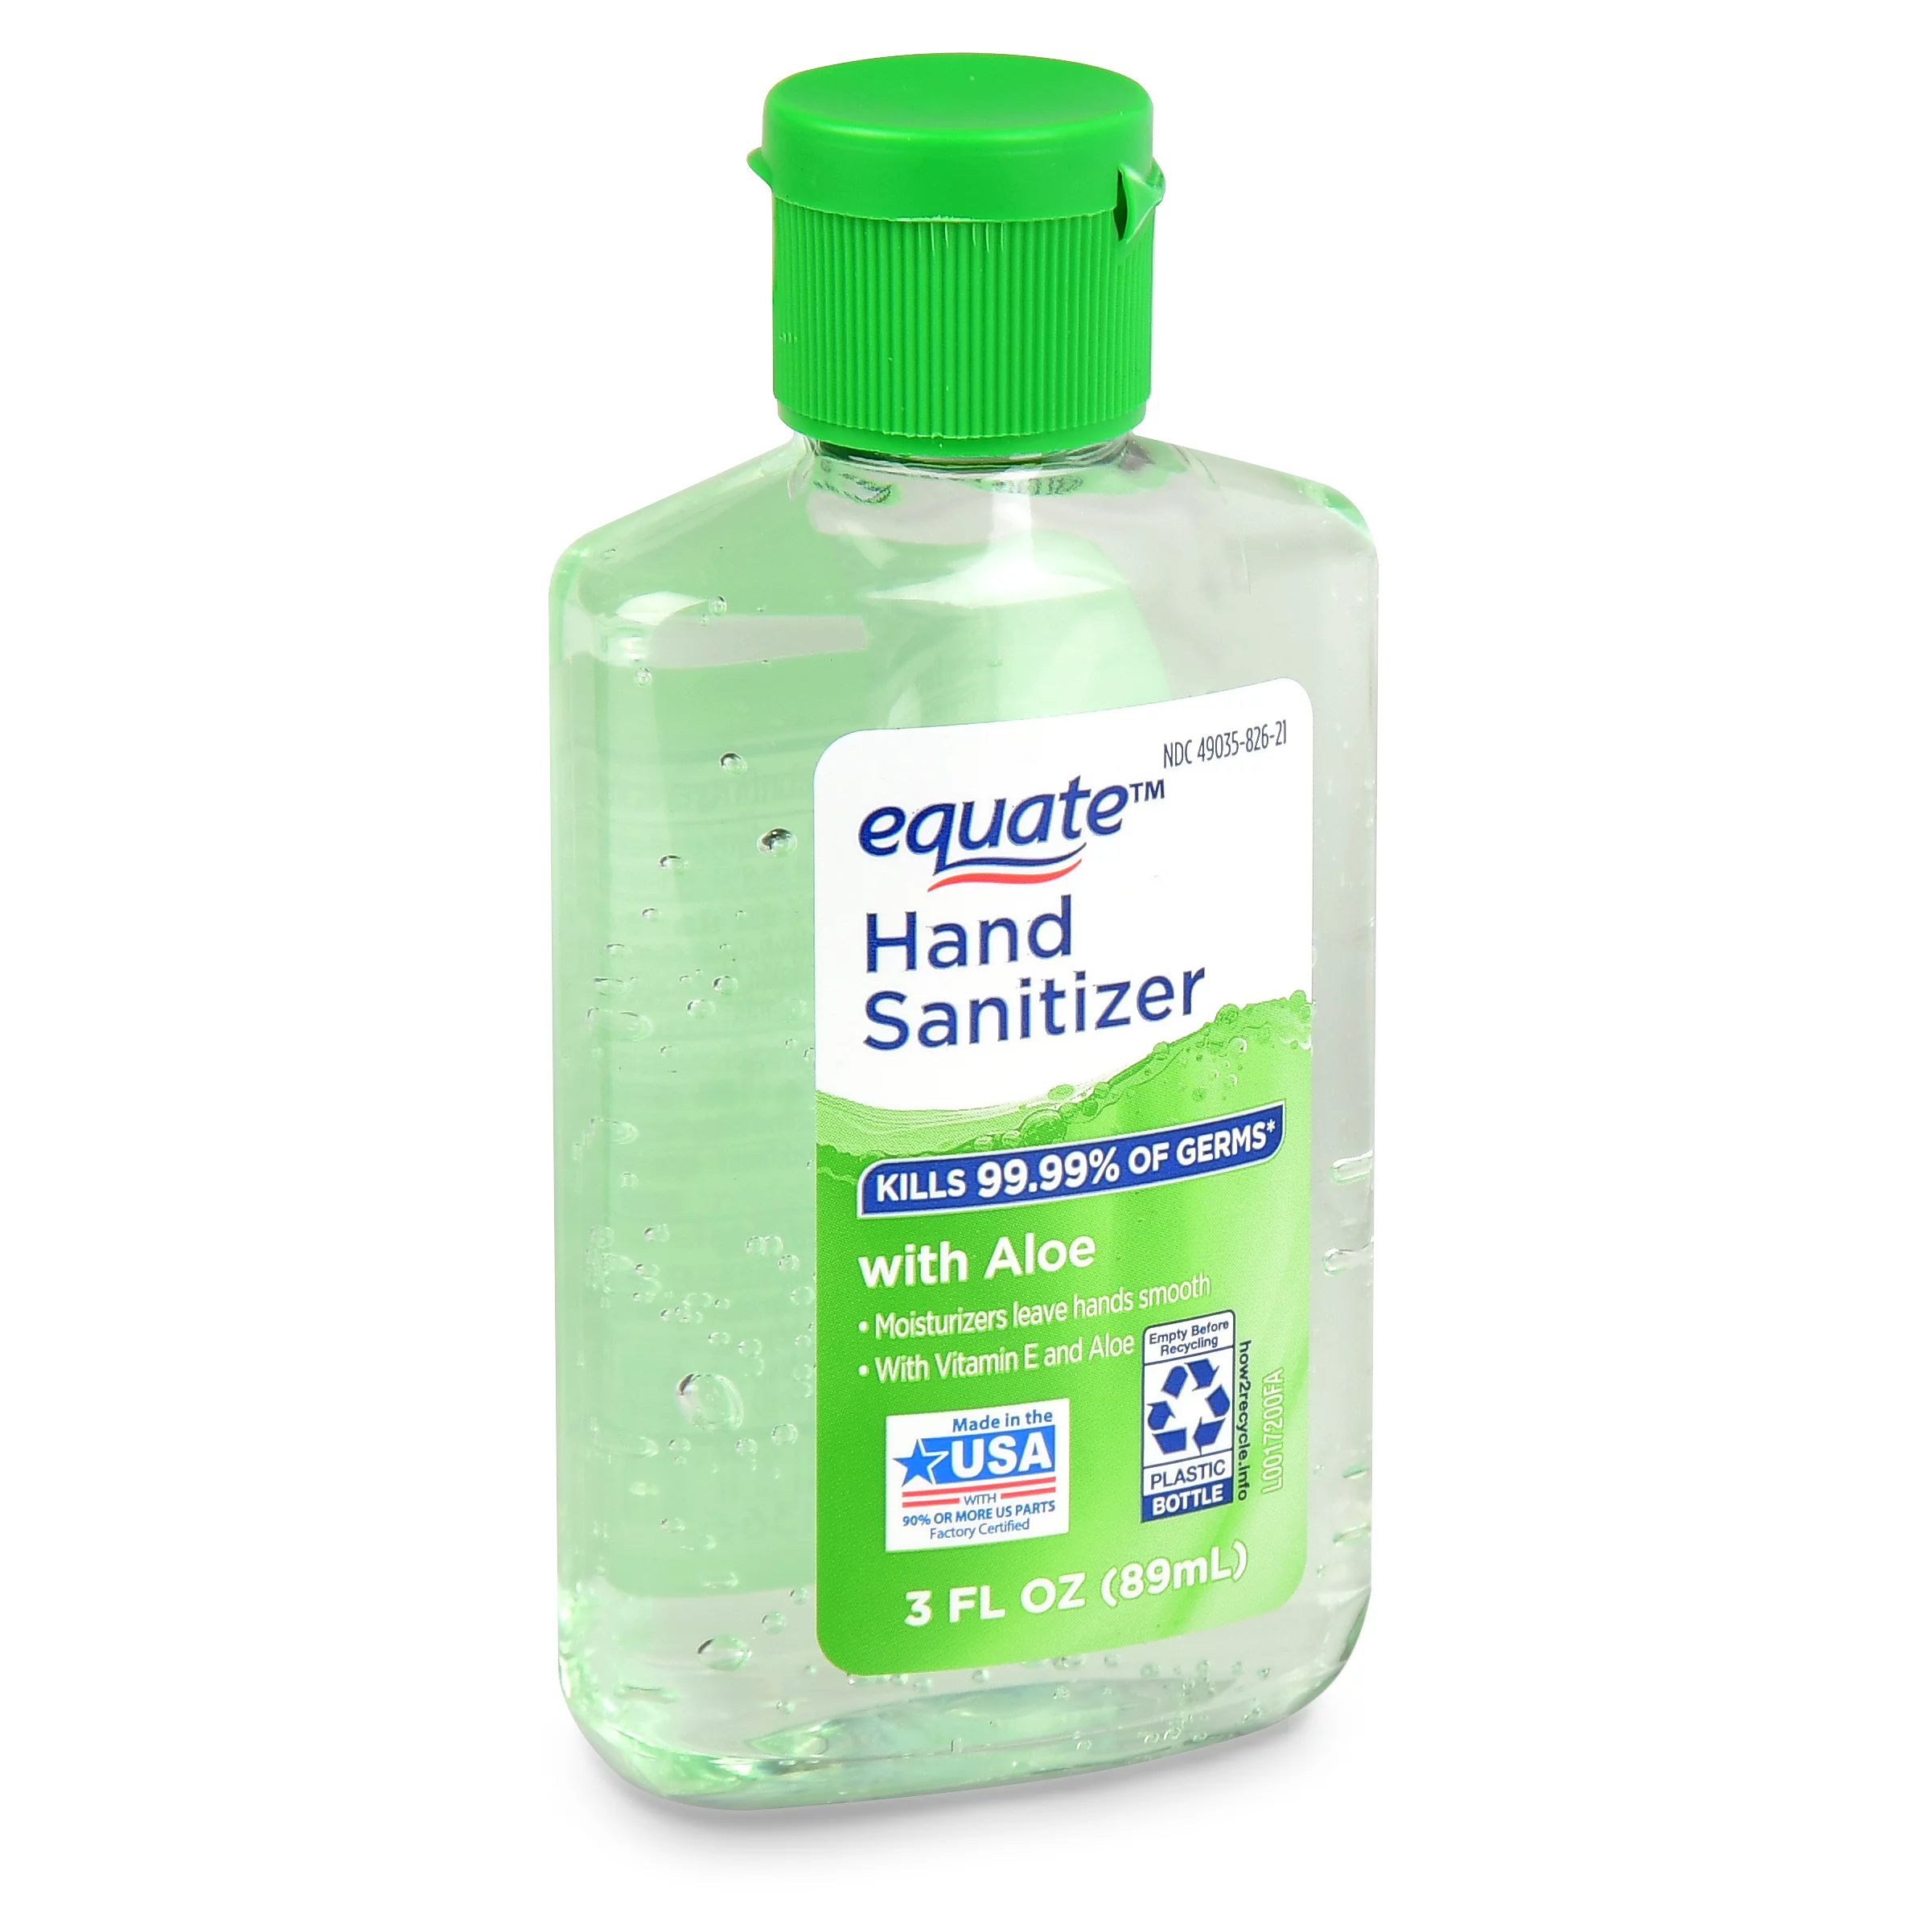 NDC 49035-826-21
equate™
Hand
Sanitizer
KILLS 99.99% OF GERMS*
with Aloe
• Moisturizers leave hands smooth
• With Vitamin E and Aloe
Empty Before
Recycling
PLASTIC
BOTTLE
how2recycle.info
L0017200FA
Made in the
USA
WITH
90% OR MORE US PARTS
Factory Certified
3 FL OZ (89mL)